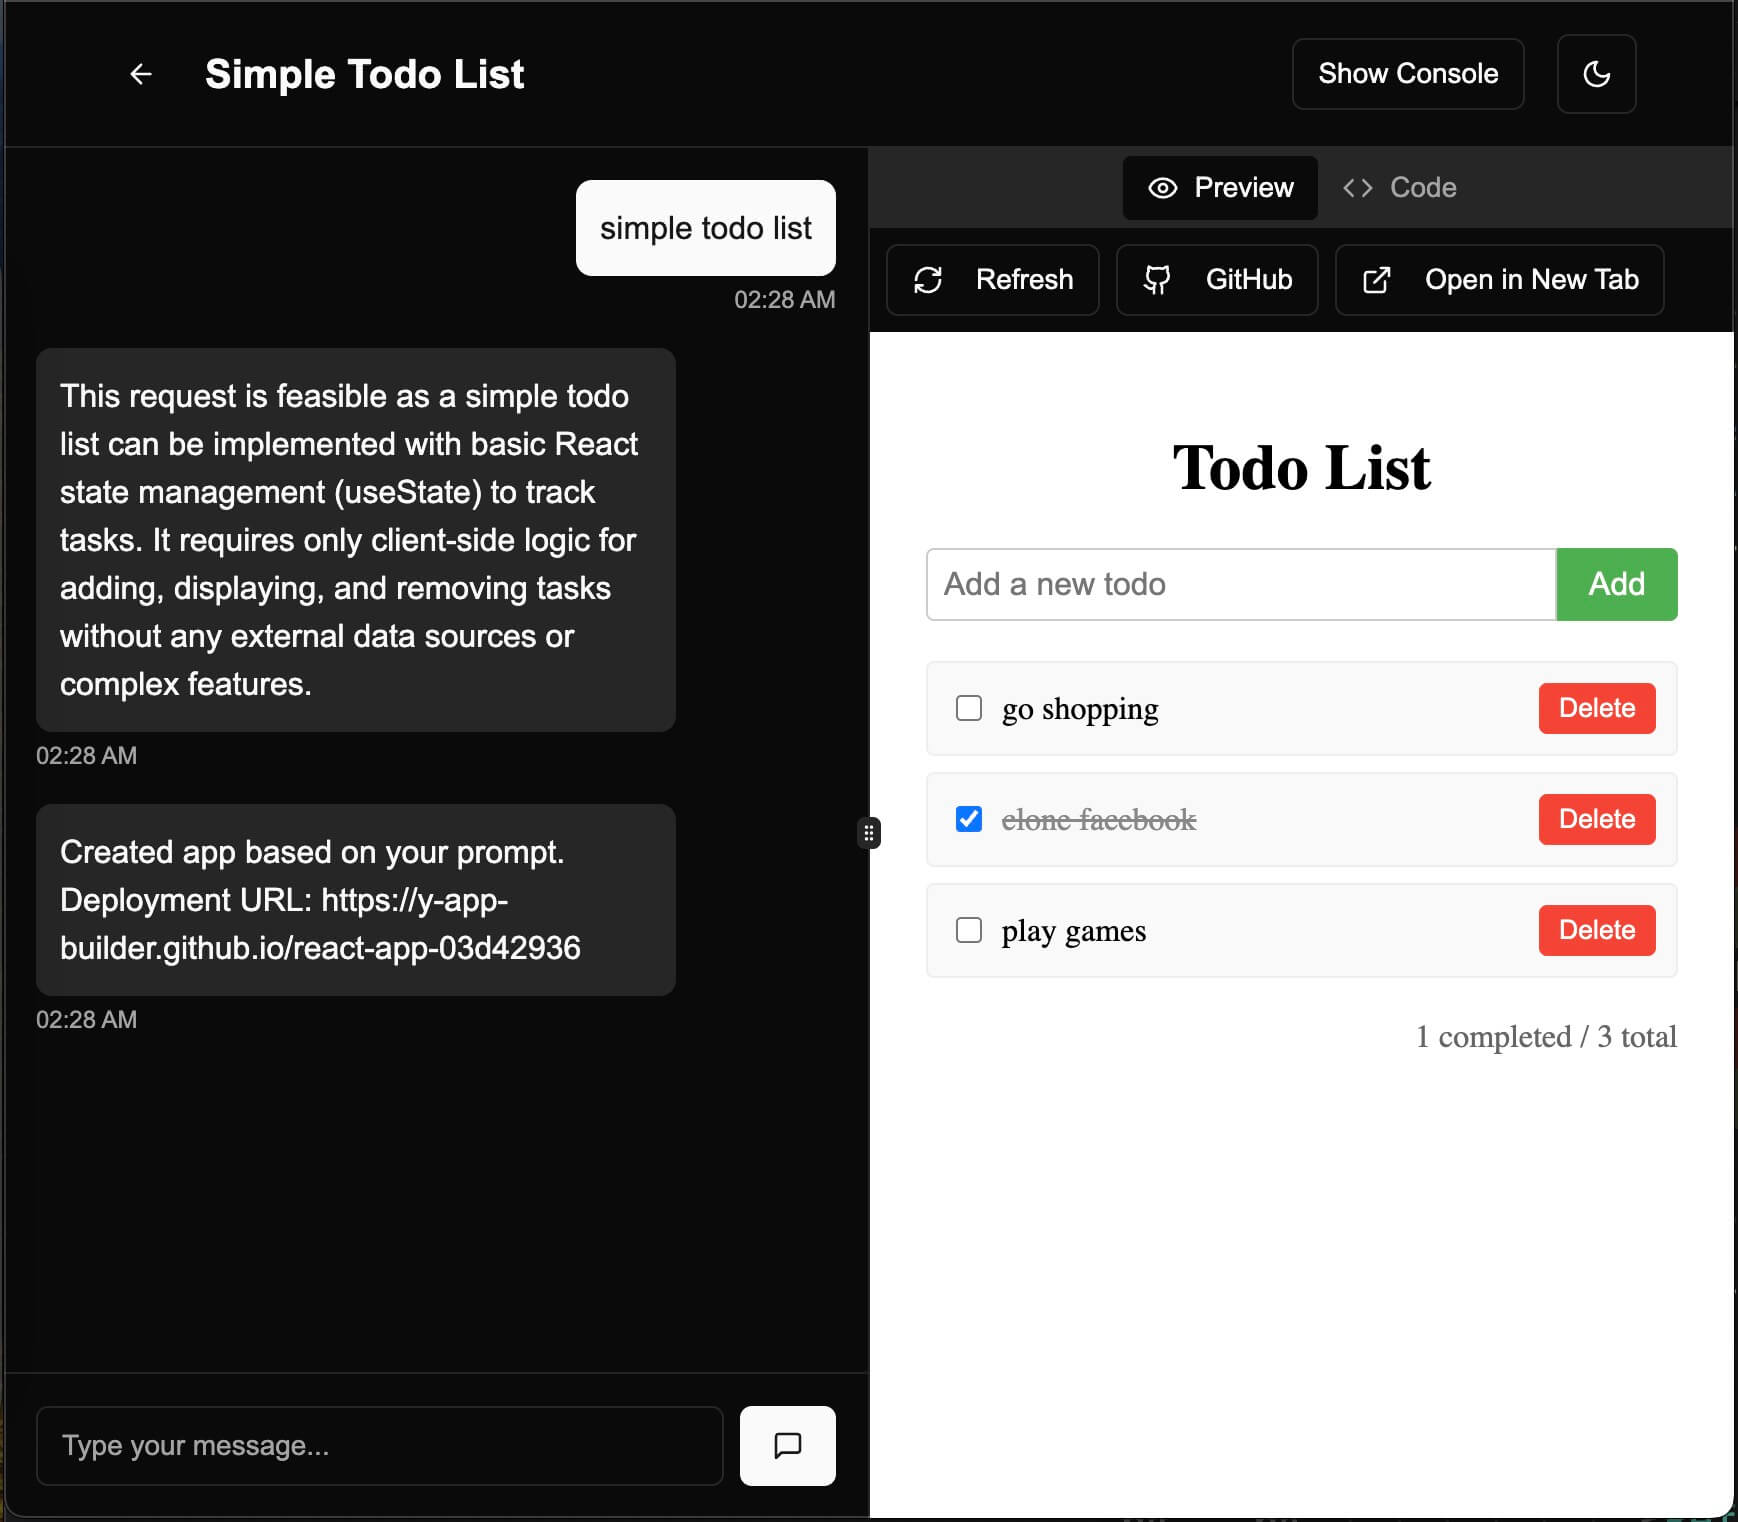 Simple Todo List
Show Console
simple todo list
02:28 AM
This request is feasible as a simple todo
list can be implemented with basic React
state management (useState) to track
tasks. It requires only client-side logic for
adding, displaying, and removing tasks
without any external data sources or
complex features.
02:28 AM
Created app based on your prompt.
Deployment URL: https://y-app-
builder.github.io/react-app-03d42936
02:28 AM
Type your message...
Preview
Code
Refresh
GitHub
Open in New Tab
Todo List
Add a new todo
Add
go shopping
Delete
clone facebook
Delete
play games
Delete
1 completed / 3 total